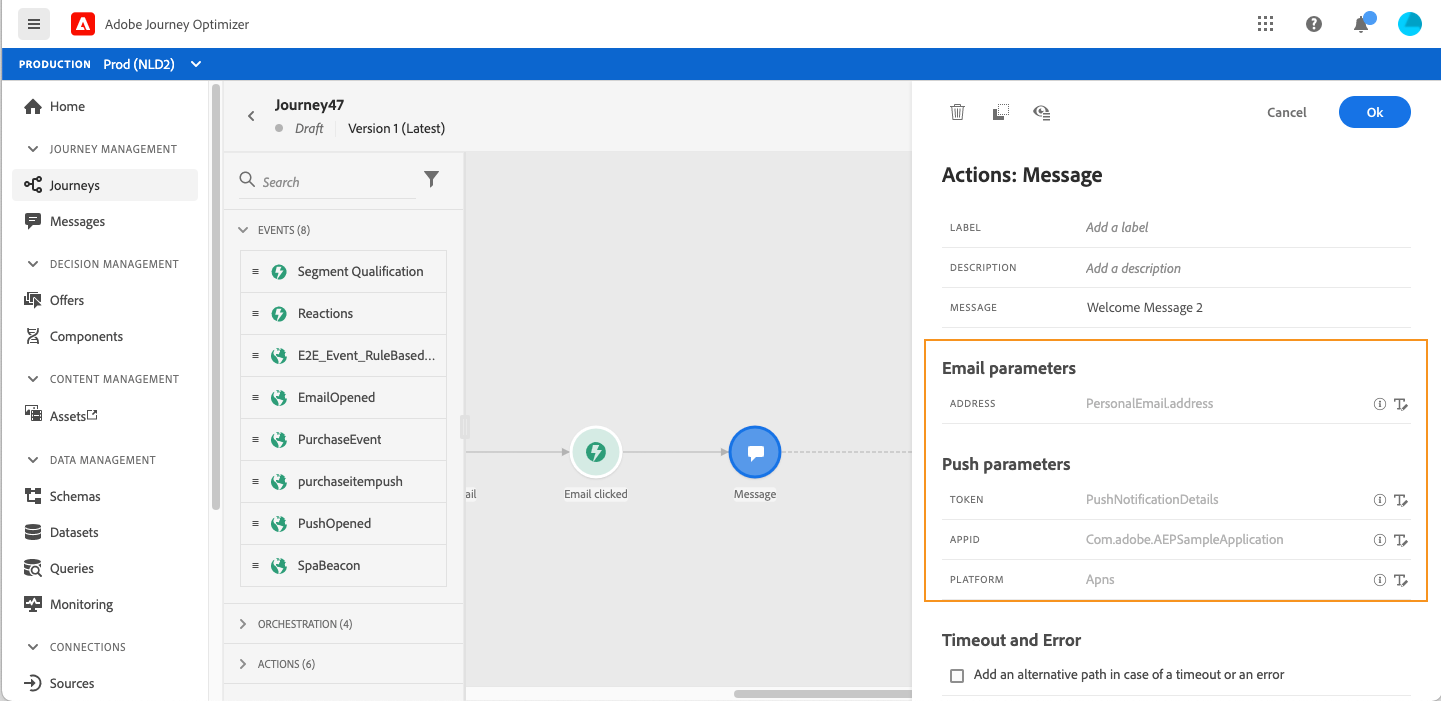 Adobe Journey Optimizer
PRODUCTION Prod (NLD2)
Home
JOURNEY MANAGEMENT
Journeys
Messages
DECISION MANAGEMENT
Offers
Components
CONTENT MANAGEMENT
Assets
DATA MANAGEMENT
Schemas
Datasets
Queries
Monitoring
CONNECTIONS
Sources
Journey47
Draft Version 1 (Latest)
Search
EVENTS (8)
Segment Qualification
Reactions
E2E_Event_RuleBased...
EmailOpened
PurchaseEvent
purchaseitempush
PushOpened
SpaBeacon
ORCHESTRATION (4)
ACTIONS (6)
ail
Email clicked
Message
Cancel
Ok
Actions: Message
LABEL Add a label
DESCRIPTION Add a description
MESSAGE Welcome Message 2
Email parameters
ADDRESS PersonalEmail.address
Push parameters
TOKEN PushNotificationDetails
APPID Com.adobe.AEPSampleApplication
PLATFORM Apns
Timeout and Error
Add an alternative path in case of a timeout or an error